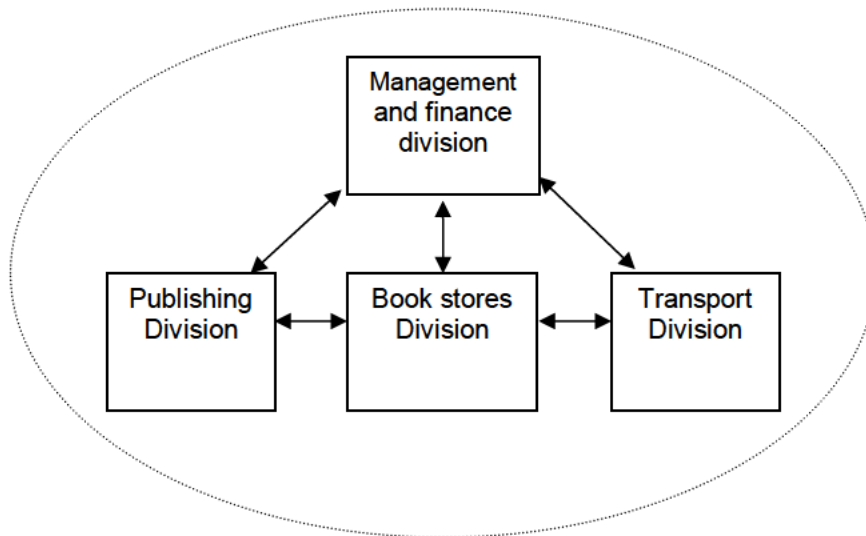 Management
and finance
division
Publishing
Division
Book stores
Division
Transport
Division